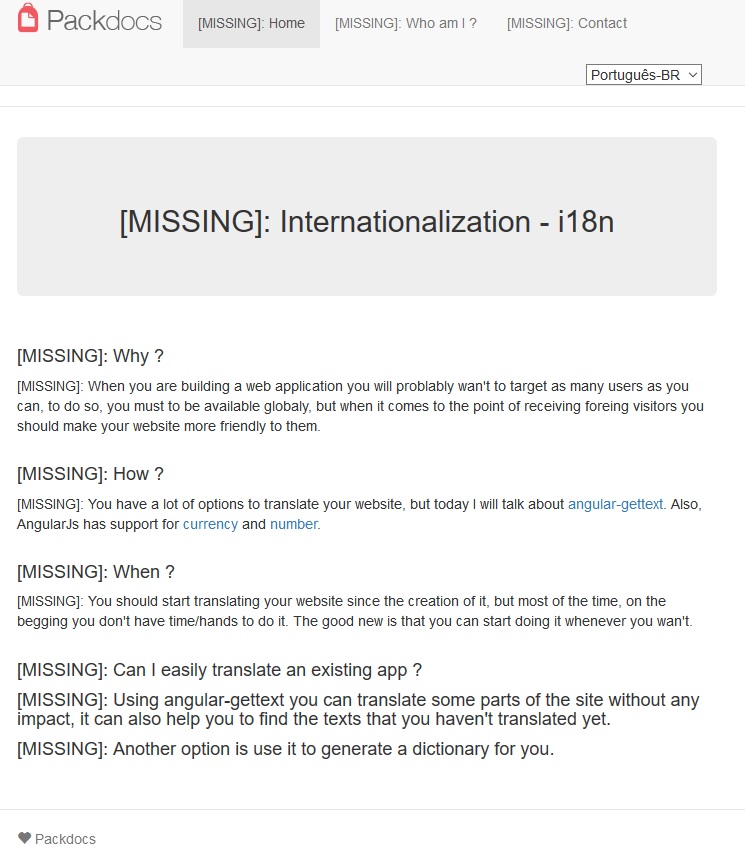 Packdocs
[MISSING]: Home
[MISSING]: Who am I ?
[MISSING]: Contact
Português-BR
[MISSING]: Internationalization - i18n
[MISSING]: Why ?
[MISSING]: When you are building a web application you will problably wan't to target as many users as you
can, to do so, you must to be available globaly, but when it comes to the point of receiving foreing visitors you
should make your website more friendly to them.
[MISSING]: How ?
[MISSING]: You have a lot of options to translate your website, but today I will talk about angular-gettext. Also,
AngularJs has support for currency and number.
[MISSING]: When ?
[MISSING]: You should start translating your website since the creation of it, but most of the time, on the
begging you don't have time/hands to do it. The good new is that you can start doing it whenever you wan't.
[MISSING]: Can I easily translate an existing app ?
[MISSING]: Using angular-gettext you can translate some parts of the site without any
impact, it can also help you to find the texts that you haven't translated yet.
[MISSING]: Another option is use it to generate a dictionary for you.
Packdocs